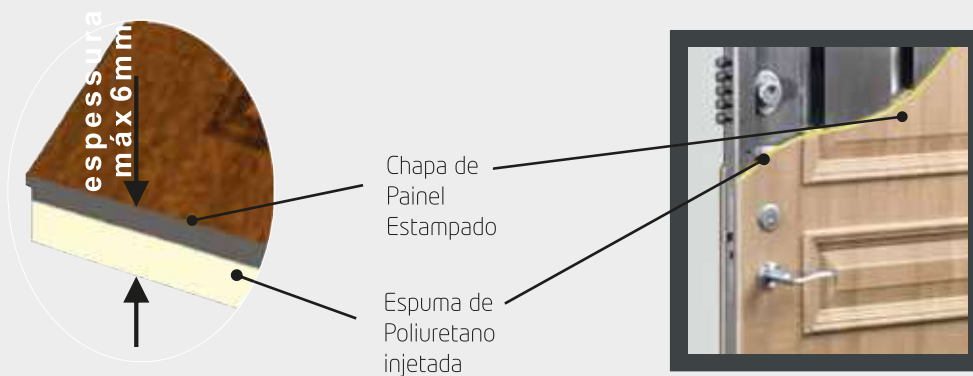 espessura
máx 6mm
Chapa de
Painel
Estampado
Espuma de
Poliuretano
injetada